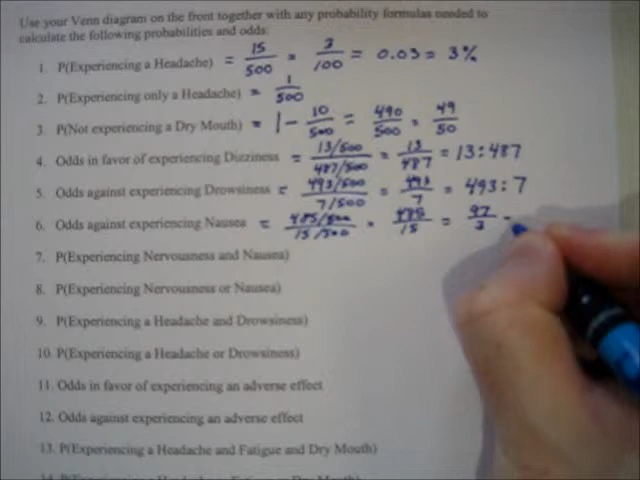 Use your Venn diagram on the front together with any probability formulas needed to
calculate the following probabilities and odds:
1. P(Experiencing a Headache) = 15/500 = 3/100 = 0.03 = 3%
2. P(Experiencing only a Headache) = 1/500
3. P(Not experiencing a Dry Mouth) = 1 - 10/500 = 490/500 = 49/50
4. Odds in favor of experiencing Dizziness = 13/500 / 487/500 = 13/487 = 13:487
5. Odds against experiencing Drowsiness = 493/500 / 7/500 = 493/7 = 493:7
6. Odds against experiencing Nausea = 485/500 / 15/500 = 485/15 = 97/3 =
7. P(Experiencing Nervousness and Nausea)
8. P(Experiencing Nervousness or Nausea)
9. P(Experiencing a Headache and Drowsiness)
10. P(Experiencing a Headache or Drowsiness)
11. Odds in favor of experiencing an adverse effect
12. Odds against experiencing an adverse effect
13. P(Experiencing a Headache and Fatigue and Dry Mouth)